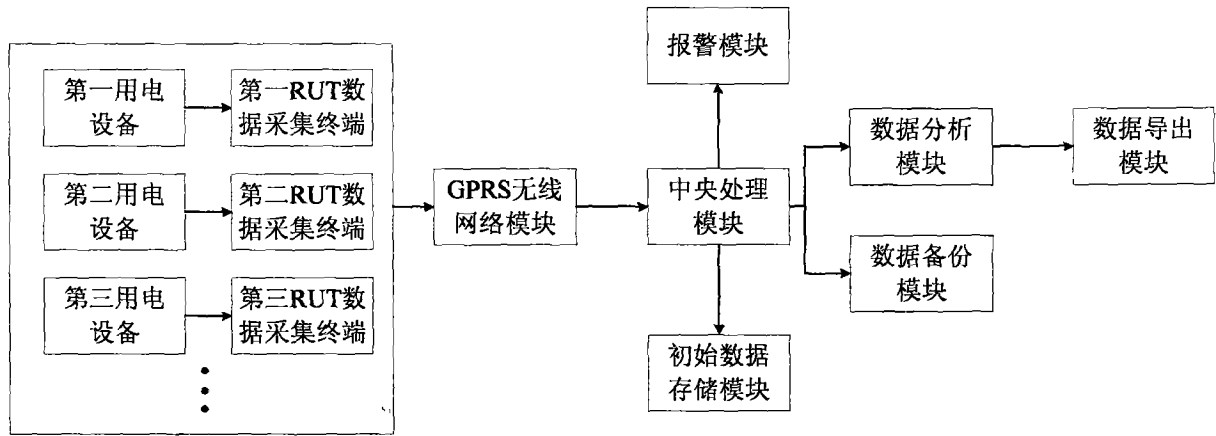 第一用电
设备
第一RUT数
据采集终端
第二用电
设备
第二RUT数
据采集终端
第三用电
设备
第三RUT数
据采集终端
GPRS无线
网络模块
报警模块
中央处理
模块
初始数据
存储模块
数据分析
模块
数据备份
模块
数据导出
模块